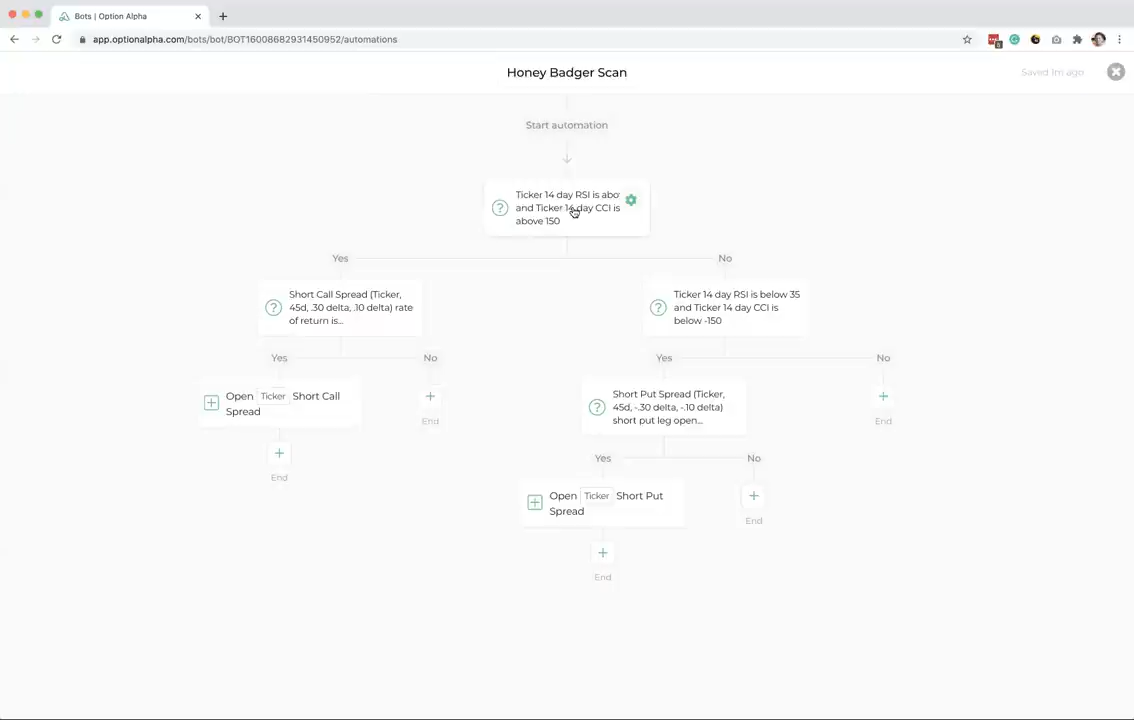 Bots | Option Alpha
app.optionalpha.com/bots/bot/BOT16008682931450952/automations
Honey Badger Scan
Saved 1m ago
Start automation
Ticker 14 day RSI is abo
and Ticker 14 day CCI is
above 150
Yes
No
Short Call Spread (Ticker,
45d, .30 delta, .10 delta) rate
of return is...
Ticker 14 day RSI is below 35
and Ticker 14 day CCI is
below -150
Yes
No
Yes
No
Open Ticker Short Call
Spread
End
Short Put Spread (Ticker,
45d, -.30 delta, -.10 delta)
short put leg open...
End
End
Yes
No
Open Ticker Short Put
Spread
End
End